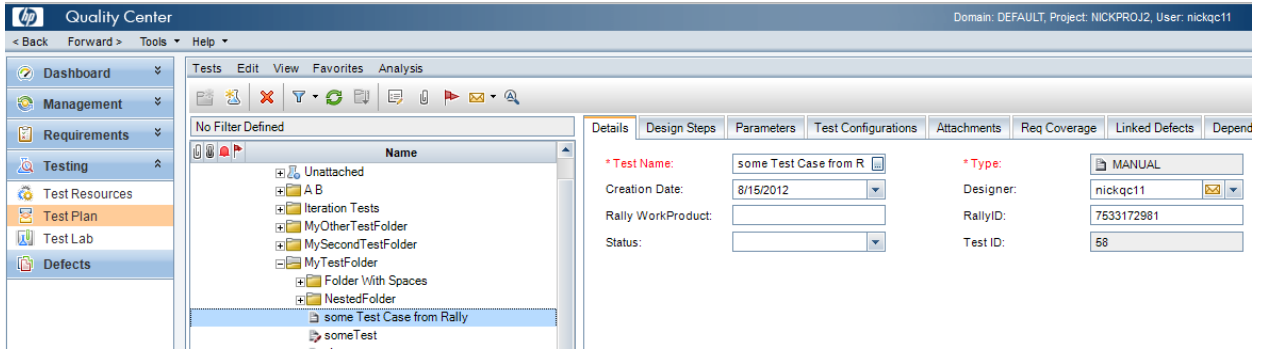 hp Quality Center Domain: DEFAULT, Project: NICKPROJ2, User: nickqc11
< Back Forward > Tools Help
Dashboard
Management
Requirements
Testing
Test Resources
Test Plan
Test Lab
Defects
Tests Edit View Favorites Analysis
No Filter Defined
Name
Unattached
A B
Iteration Tests
MyOtherTestFolder
MySecondTestFolder
MyTestFolder
Folder With Spaces
NestedFolder
some Test Case from Rally
someTest
Details Design Steps Parameters Test Configurations Attachments Req Coverage Linked Defects Depend
* Test Name: some Test Case from R ... * Type: MANUAL
Creation Date: 8/15/2012 Designer: nickqc11
Rally WorkProduct: RallyID: 7533172981
Status: Test ID: 58